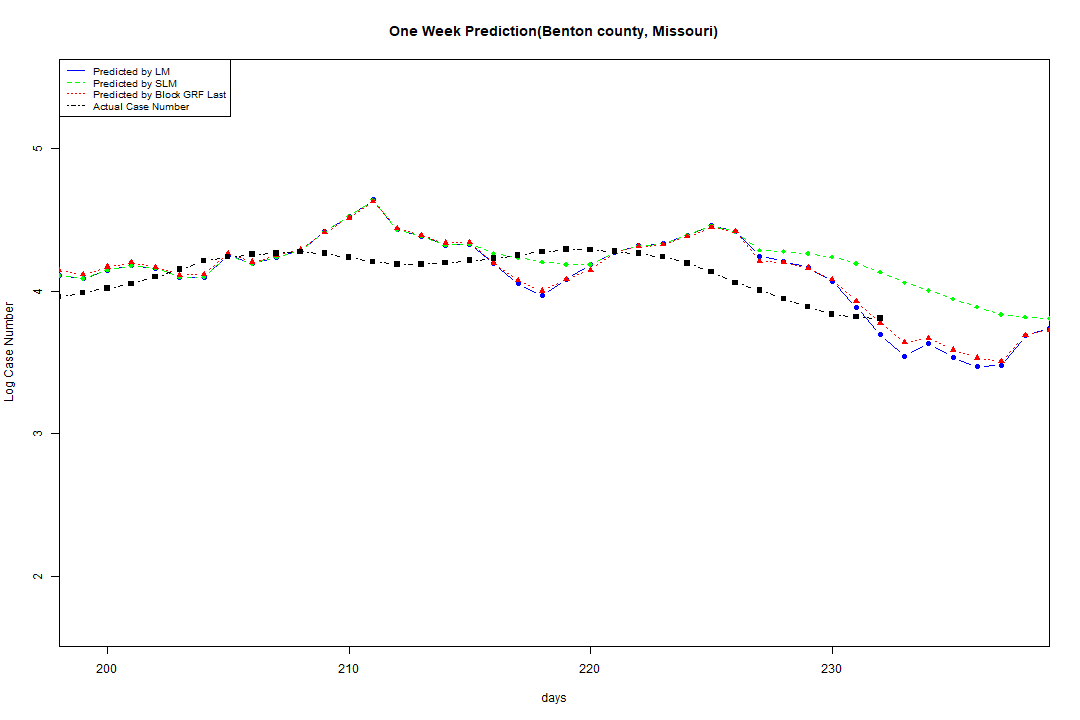 One Week Prediction(Benton county, Missouri)
Predicted by LM
Predicted by SLM
Predicted by Block GRF Last
Actual Case Number
5
4
3
2
Log Case Number
200 210 220 230
days